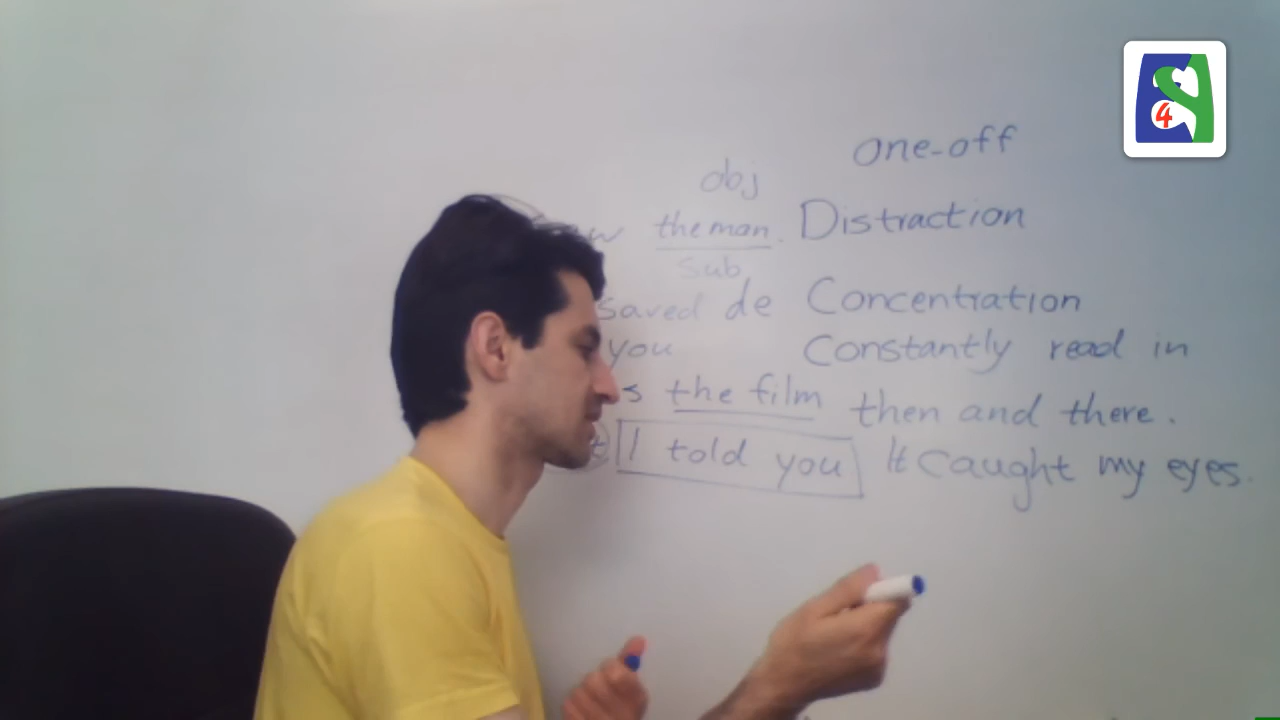 one-off
obj
the man. Distraction
sub
saved de Concentration
you Constantly read in
s the film then and there.
t I told you It caught my eyes.
4